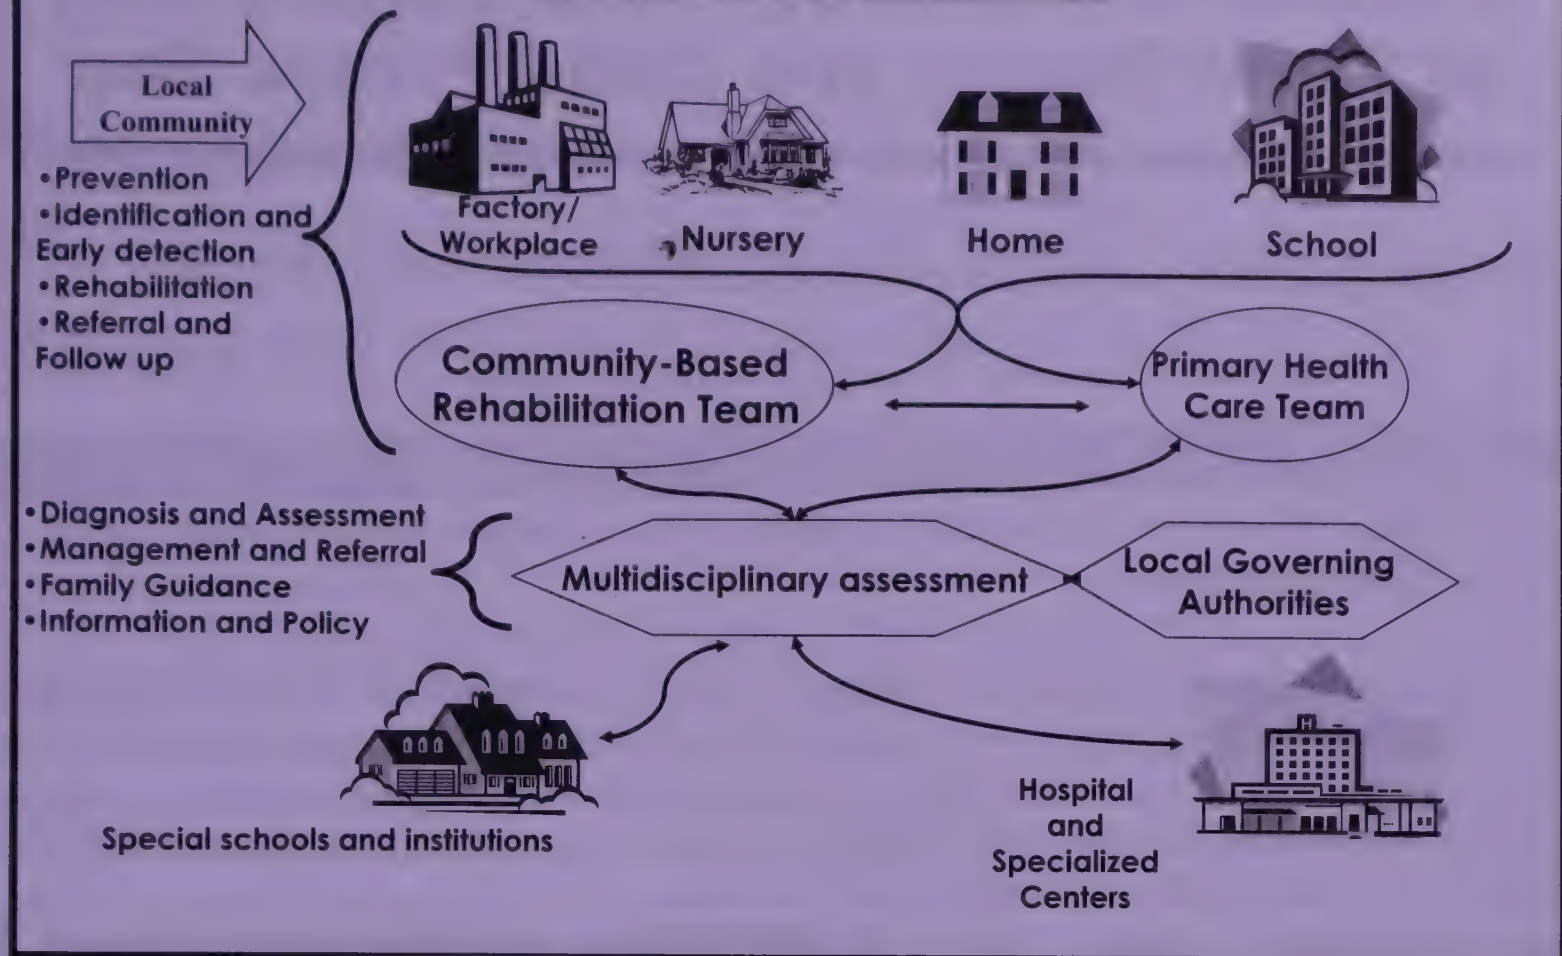 Local
Community
•Prevention
•Identification and
Early detection
•Rehabilitation
•Referral and
Follow up
Factory/
Workplace
Nursery
Home
School
Community-Based
Rehabilitation Team
Primary Health
Care Team
•Diagnosis and Assessment
•Management and Referral
•Family Guidance
•Information and Policy
Multidisciplinary assessment
Local Governing
Authorities
H
Special schools and institutions
Hospital
and
Specialized
Centers